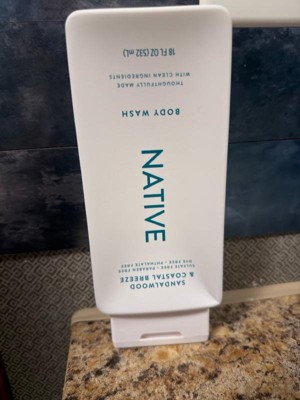 SANDALWOOD
& COASTAL BREEZE
SULFATE FREE • PARABEN FREE
DYE FREE • PHTHALATE FREE
NATIVE
BODY WASH
THOUGHTFULLY MADE
WITH CLEAN INGREDIENTS
18 FL OZ (532 mL)